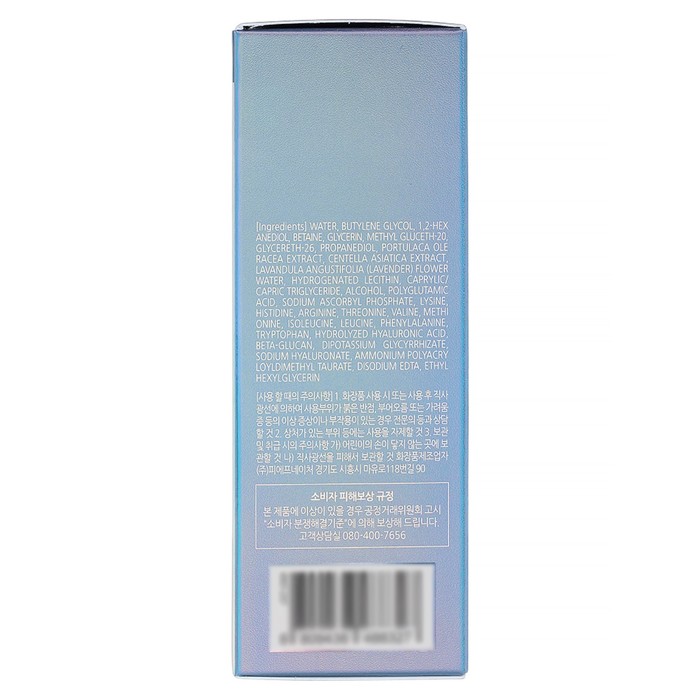 [Ingredients] WATER, BUTYLENE GLYCOL, 1,2-HEX
ANEDIOL, BETAINE, GLYCERIN, METHYL GLUCETH-20,
GLYCERETH-26, PROPANEDIOL, PORTULACA OLE
RACEA EXTRACT, CENTELLA ASIATICA EXTRACT,
LAVANDULA ANGUSTIFOLIA (LAVENDER) FLOWER
WATER, HYDROGENATED LECITHIN, CAPRYLIC/
CAPRIC TRIGLYCERIDE, ALCOHOL, POLYGLUTAMIC
ACID, SODIUM ASCORBYL PHOSPHATE, LYSINE,
HISTIDINE, ARGININE, THREONINE, VALINE, METHI
ONINE, ISOLEUCINE, LEUCINE, PHENYLALANINE,
TRYPTOPHAN, HYDROLYZED HYALURONIC ACID,
BETA-GLUCAN, DIPOTASSIUM GLYCYRRHIZATE,
SODIUM HYALURONATE, AMMONIUM POLYACRY
LOYLDIMETHYL TAURATE, DISODIUM EDTA, ETHYL
HEXYLGLYCERIN
[사용 할 때의 주의사항] 1. 화장품 사용 시 또는 사용 후 직사
광선에 의하여 사용부위가 붉은 반점, 부어오름 또는 가려움
증 등의 이상 증상이나 부작용이 있는 경우 전문의 등과 상담
할 것 2. 상처가 있는 부위 등에는 사용을 자제할 것 3. 보관
및 취급 시의 주의사항 가) 어린이의 손이 닿지 않는 곳에 보
관할 것 나) 직사광선을 피해서 보관할 것 화장품제조업자
(주)피에프네이처 경기도 시흥시 마유로118번길 90
소비자 피해보상 규정
본 제품에 이상이 있을 경우 공정거래위원회 고시
"소비자 분쟁해결기준"에 의해 보상해 드립니다.
고객상담실 080-400-7656